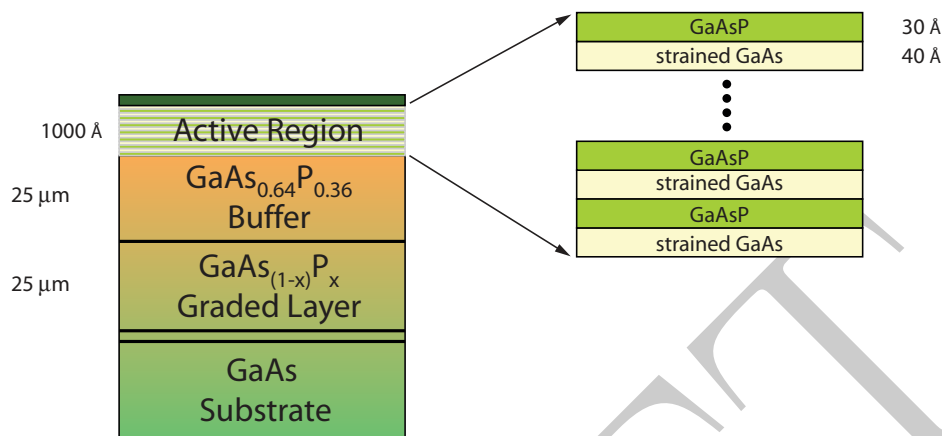 GaAsP 30 Å
strained GaAs 40 Å
1000 Å Active Region
GaAsP
strained GaAs
GaAsP
strained GaAs
25 µm GaAs0.64P0.36
Buffer
25 µm GaAs(1-x)Px
Graded Layer
GaAs
Substrate